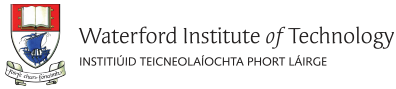 Waterford Institute of Technology
INSTITIÚID TEICNEOLAÍOCHTA PHORT LÁIRGE